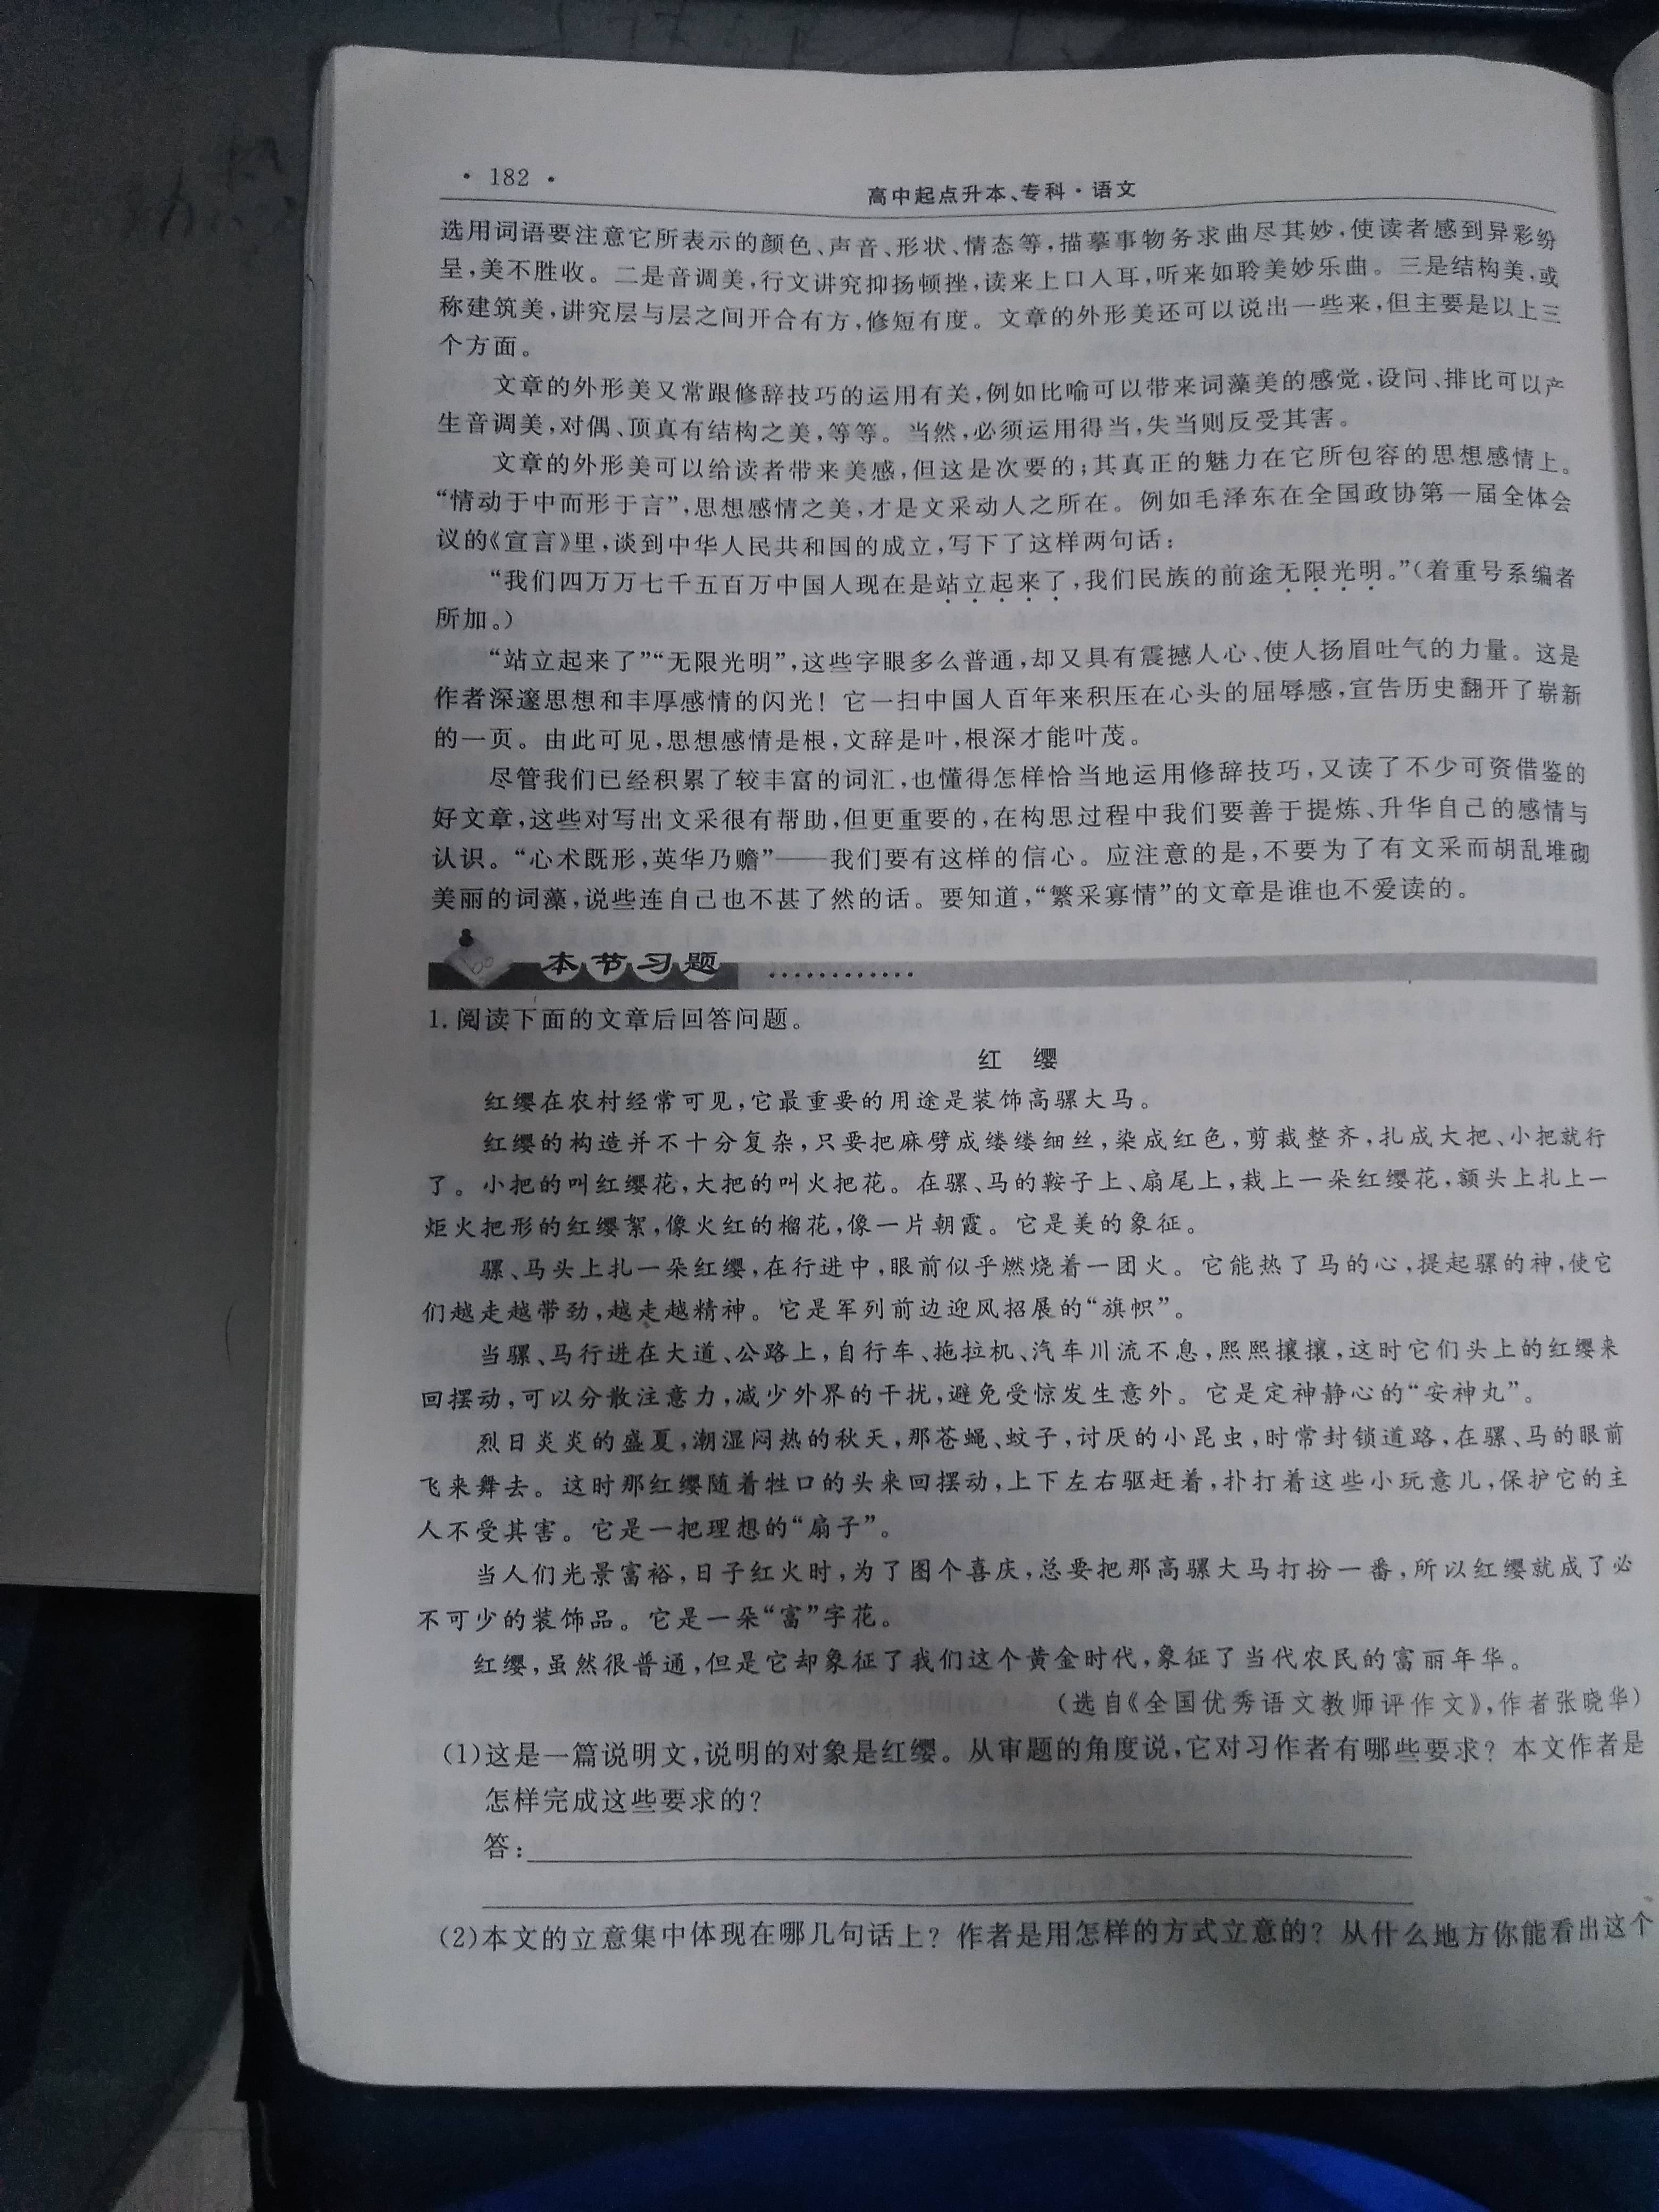 · 182 ·
高中起点升本、专科·语文
选用词语要注意它所表示的颜色、声音、形状、情态等,描摹事物务求曲尽其妙,使读者感到异彩纷
呈,美不胜收。二是音调美,行文讲究抑扬顿挫,读来上口入耳,听来如聆美妙乐曲。三是结构美,或
称建筑美,讲究层与层之间开合有方,修短有度。文章的外形美还可以说出一些来,但主要是以上三
个方面。
文章的外形美又常跟修辞技巧的运用有关,例如比喻可以带来词藻美的感觉,设问、排比可以产
生音调美,对偶、顶真有结构之美,等等。当然,必须运用得当,失当则反受其害。
文章的外形美可以给读者带来美感,但这是次要的;其真正的魅力在它所包容的思想感情上。
“情动于中而形于言”,思想感情之美,才是文采动人之所在。例如毛泽东在全国政协第一届全体会
议的《宣言》里,谈到中华人民共和国的成立,写下了这样两句话:
“我们四万万七千五百万中国人现在是站立起来了,我们民族的前途无限光明。”(着重号系编者
所加。)
“站立起来了”“无限光明”,这些字眼多么普通,却又具有震撼人心、使人扬眉吐气的力量。这是
作者深邃思想和丰厚感情的闪光!它一扫中国人百年来积压在心头的屈辱感,宣告历史翻开了崭新
的一页。由此可见,思想感情是根,文辞是叶,根深才能叶茂。
尽管我们已经积累了较丰富的词汇,也懂得怎样恰当地运用修辞技巧,又读了不少可资借鉴的
好文章,这些对写出文采很有帮助,但更重要的,在构思过程中我们要善于提炼、升华自己的感情与
认识。“心术既形,英华乃赡”——我们要有这样的信心。应注意的是,不要为了有文采而胡乱堆砌
美丽的词藻,说些连自己也不甚了然的话。要知道,“繁采寡情”的文章是谁也不爱读的。
本节习题
1.阅读下面的文章后回答问题。
红 缨
红缨在农村经常可见,它最重要的用途是装饰高骡大马。
红缨的构造并不十分复杂,只要把麻劈成缕缕细丝,染成红色,剪裁整齐,扎成大把、小把就行
了。小把的叫红缨花,大把的叫火把花。在骡、马的鞍子上、扇尾上,栽上一朵红缨花,额头上扎上一
炬火把形的红缨絮,像火红的榴花,像一片朝霞。它是美的象征。
骡、马头上扎一朵红缨,在行进中,眼前似乎燃烧着一团火。它能热了马的心,提起骡的神,使它
们越走越带劲,越走越精神。它是军列前边迎风招展的“旗帜”。
当骡、马行进在大道、公路上,自行车、拖拉机、汽车川流不息,熙熙攘攘,这时它们头上的红缨来
回摆动,可以分散注意力,减少外界的干扰,避免受惊发生意外。它是定神静心的“安神丸”。
烈日炎炎的盛夏,潮湿闷热的秋天,那苍蝇、蚊子,讨厌的小昆虫,时常封锁道路,在骡、马的眼前
飞来舞去。这时那红缨随着牲口的头来回摆动,上下左右驱赶着,扑打着这些小玩意儿,保护它的主
人不受其害。它是一把理想的“扇子”。
当人们光景富裕,日子红火时,为了图个喜庆,总要把那高骡大马打扮一番,所以红缨就成了必
不可少的装饰品。它是一朵“富”字花。
红缨,虽然很普通,但是它却象征了我们这个黄金时代,象征了当代农民的富丽年华。
(选自《全国优秀语文教师评作文》,作者张晓华)
(1)这是一篇说明文,说明的对象是红缨。从审题的角度说,它对习作者有哪些要求?本文作者是
怎样完成这些要求的?
答:
(2)本文的立意集中体现在哪几句话上?作者是用怎样的方式立意的?从什么地方你能看出这个